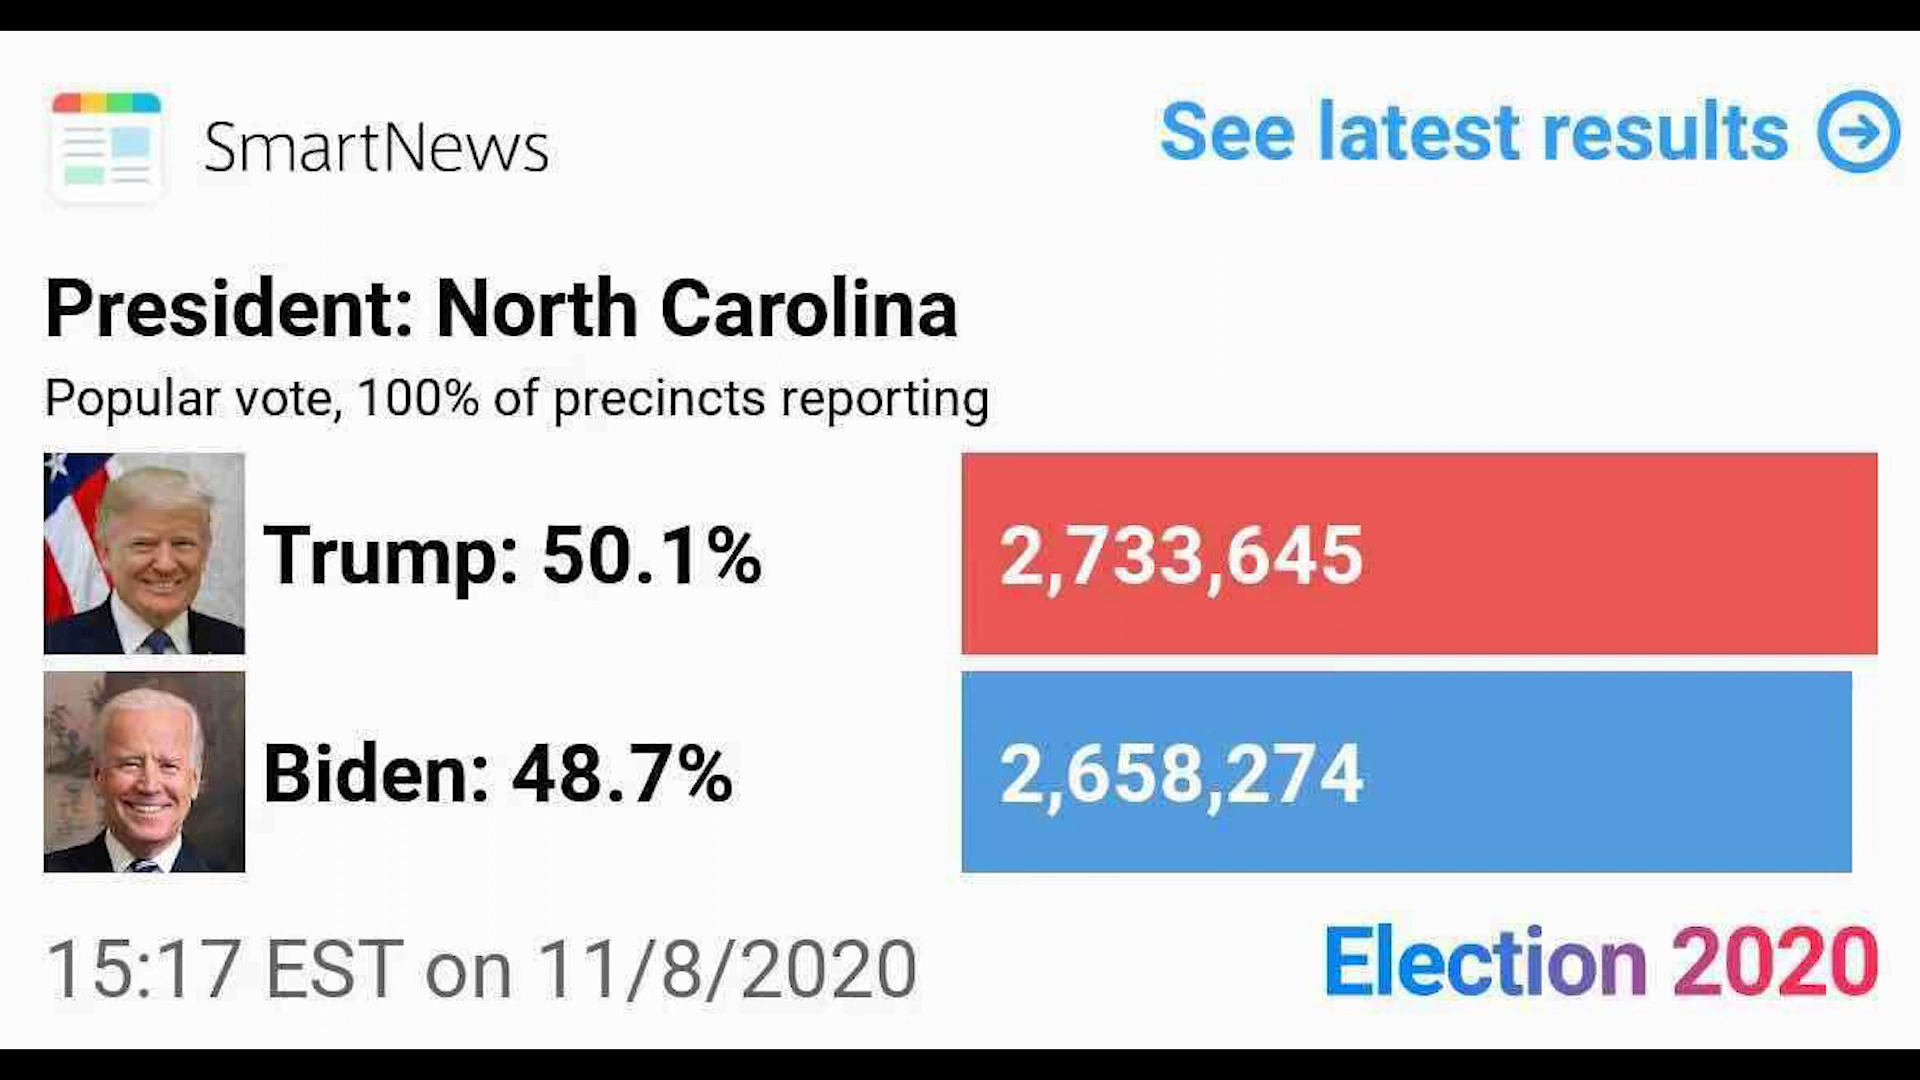 SmartNews
See latest results
President: North Carolina
Popular vote, 100% of precincts reporting
Trump: 50.1%
2,733,645
Biden: 48.7%
2,658,274
15:17 EST on 11/8/2020
Election 2020